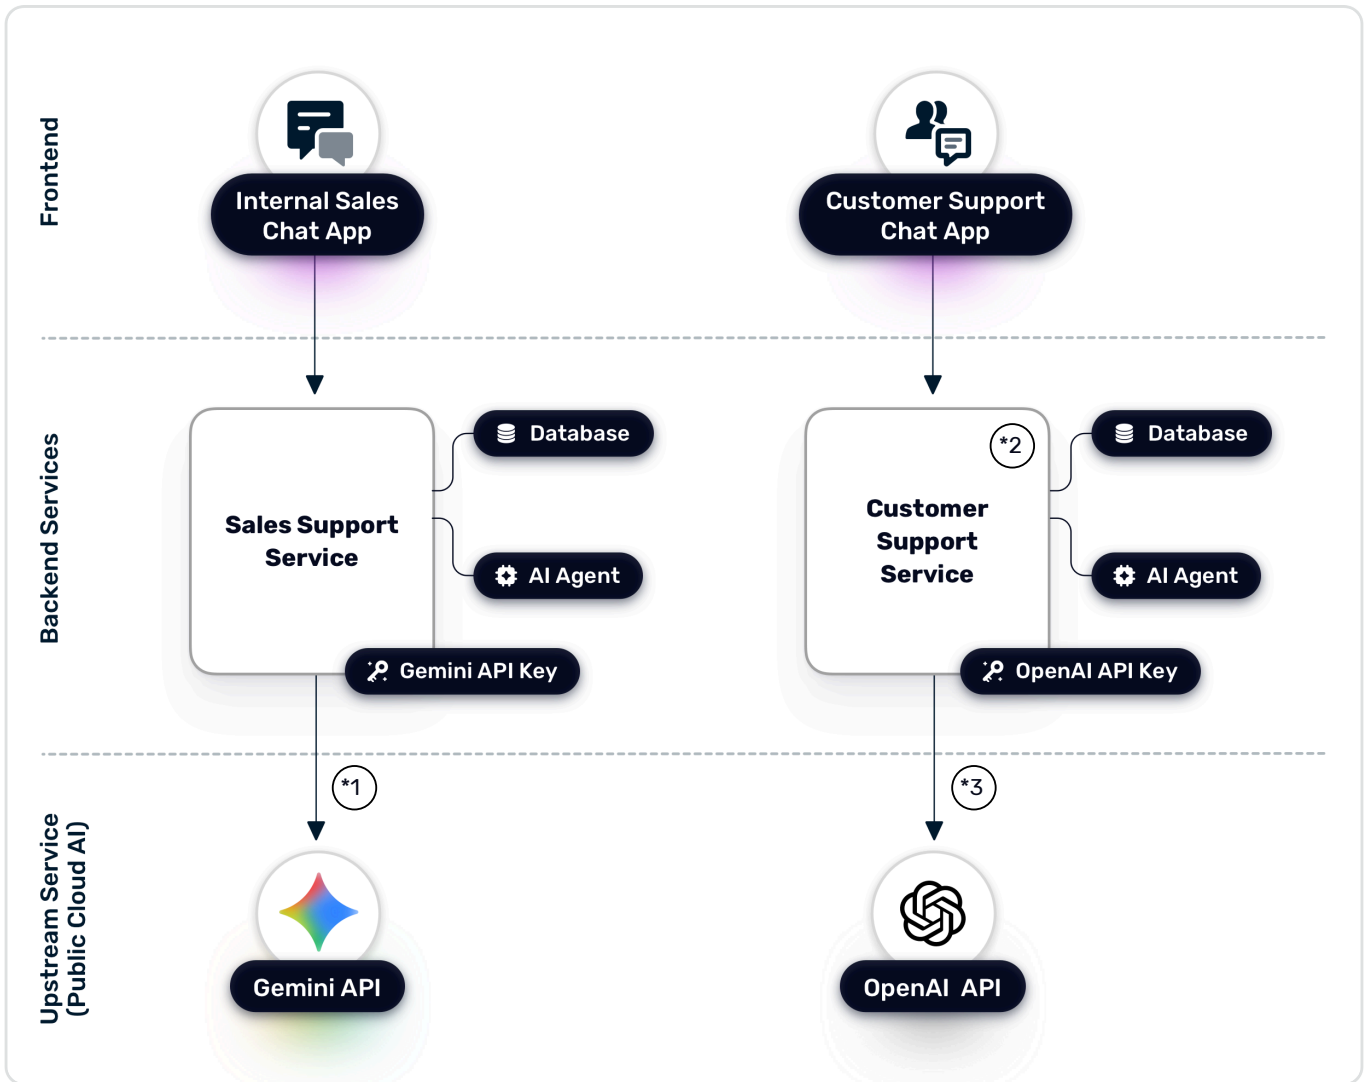 Frontend
Internal Sales
Chat App
Customer Support
Chat App
Backend Services
Sales Support
Service
Database
AI Agent
Gemini API Key
*2
Customer
Support
Service
Database
AI Agent
OpenAI API Key
Upstream Service
(Public Cloud AI)
*1
*3
Gemini API
OpenAI API